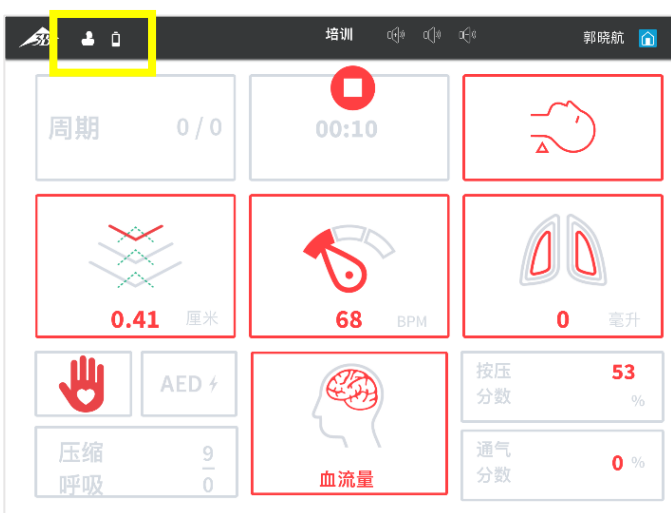 3B
培训
郭晓航
周期 0 / 0
00:10
0.41 厘米
68 BPM
0 毫升
AED
压缩 9
呼吸 0
血流量
按压 53
分数 %
通气
分数 0 %